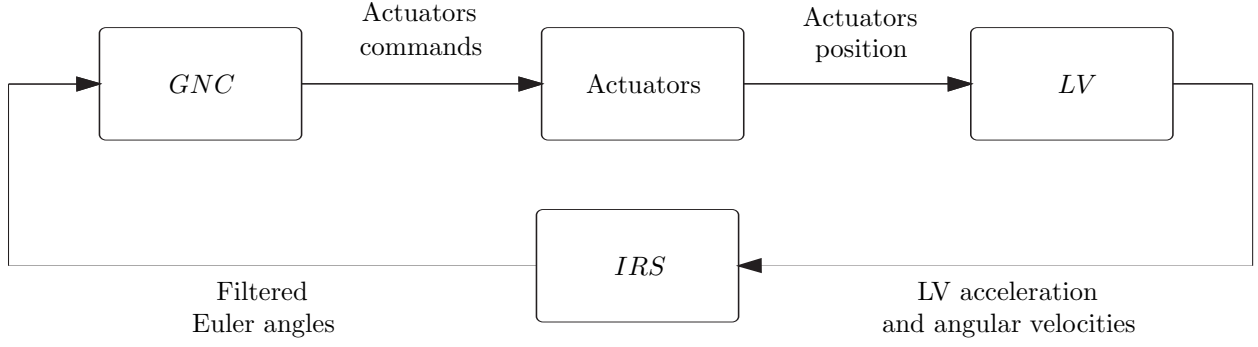 Actuators
commands
Actuators
position
GNC
Actuators
LV
IRS
Filtered
Euler angles
LV acceleration
and angular velocities